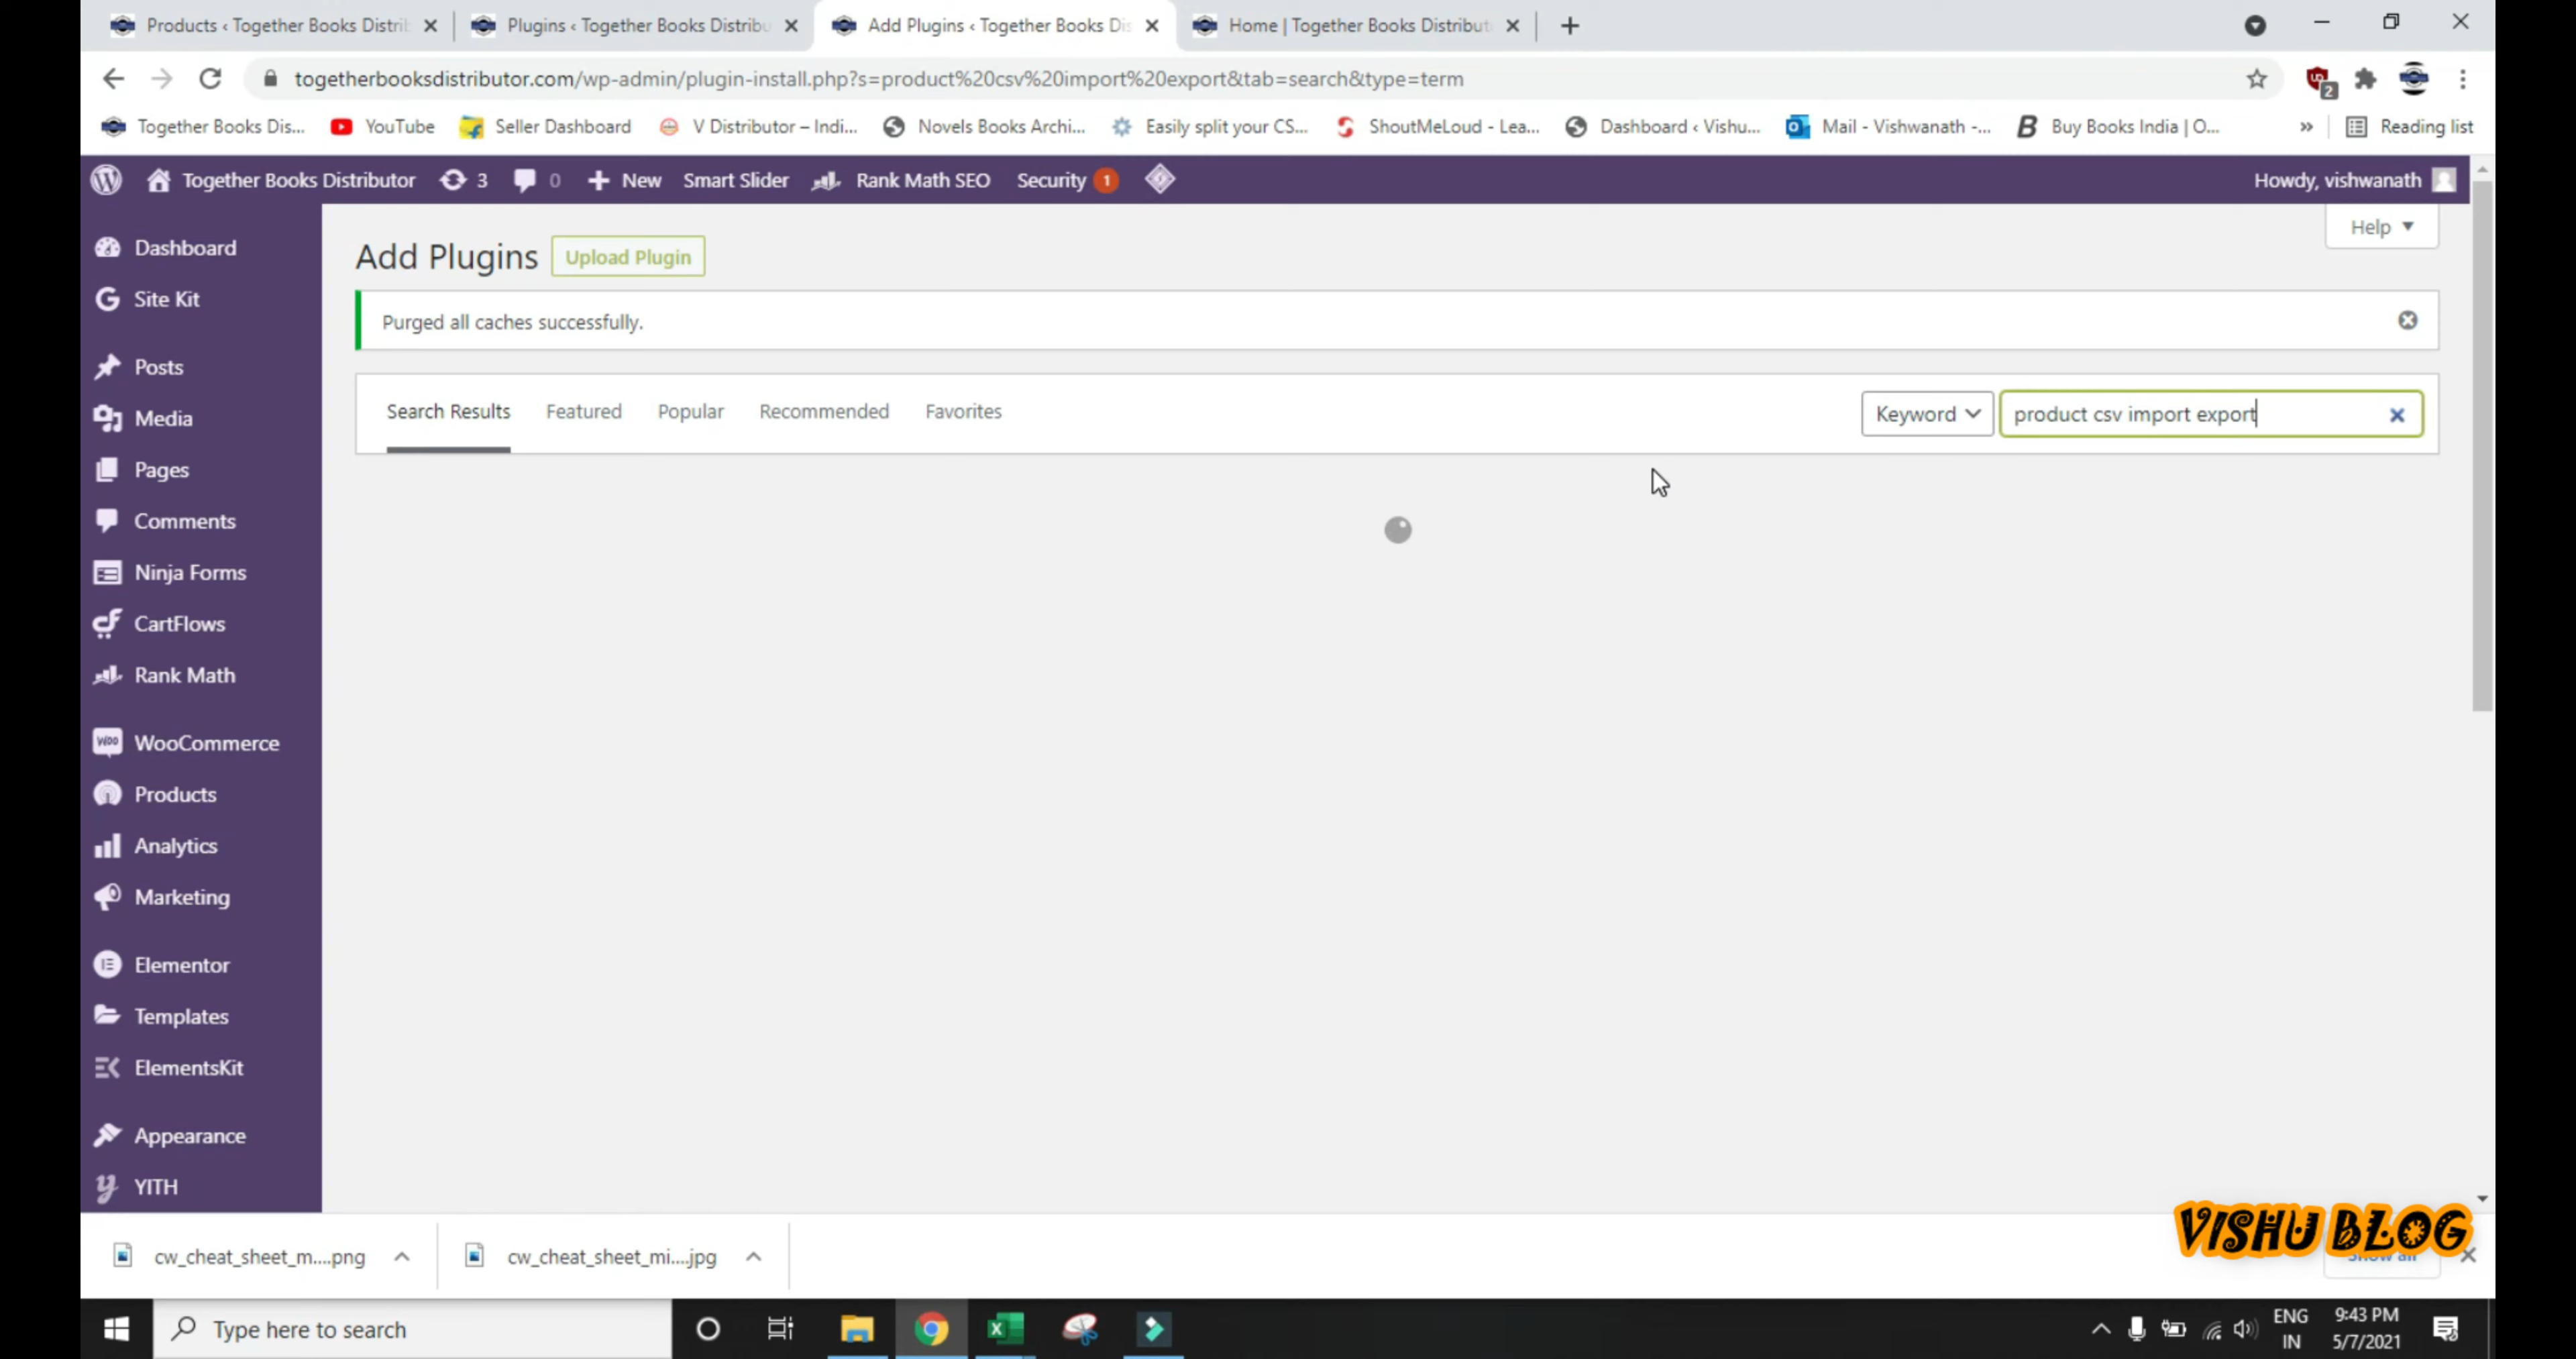 Products ‹ Together Books Distrib
Plugins ‹ Together Books Distribu
Add Plugins ‹ Together Books Dis
Home | Together Books Distributo
togetherbooksdistributor.com/wp-admin/plugin-install.php?s=product%20csv%20import%20export&tab=search&type=term
2
Together Books Dis...
YouTube
Seller Dashboard
V Distributor – Indi...
Novels Books Archi...
Easily split your CS...
ShoutMeLoud - Lea...
Dashboard ‹ Vishu...
Mail - Vishwanath -...
Buy Books India | O...
»
Reading list
Together Books Distributor
3
0
New
Smart Slider
Rank Math SEO
Security 1
Howdy, vishwanath
Help
Dashboard
Site Kit
Posts
Media
Pages
Comments
Ninja Forms
CartFlows
Rank Math
WooCommerce
Products
Analytics
Marketing
Elementor
Templates
ElementsKit
Appearance
YITH
Add Plugins
Upload Plugin
Purged all caches successfully.
Search Results
Featured
Popular
Recommended
Favorites
Keyword
product csv import export
VISHU BLOG
cw_cheat_sheet_m....png
cw_cheat_sheet_mi....jpg
Show all
Type here to search
ENG
IN
9:43 PM
5/7/2021